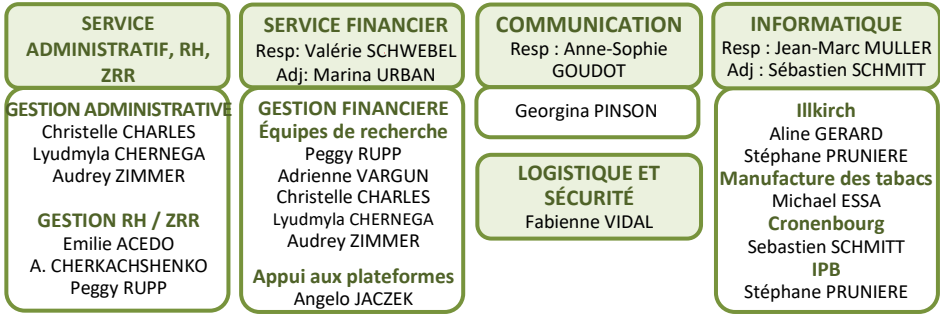 SERVICE
ADMINISTRATIF, RH,
ZRR
GESTION ADMINISTRATIVE
Christelle CHARLES
Lyudmyla CHERNEGA
Audrey ZIMMER
GESTION RH / ZRR
Emilie ACEDO
A. CHERKACHSHENKO
Peggy RUPP
SERVICE FINANCIER
Resp: Valérie SCHWEBEL
Adj: Marina URBAN
GESTION FINANCIERE
Équipes de recherche
Peggy RUPP
Adrienne VARGUN
Christelle CHARLES
Lyudmyla CHERNEGA
Audrey ZIMMER
Appui aux plateformes
Angelo JACZEK
COMMUNICATION
Resp : Anne-Sophie
GOUDOT
Georgina PINSON
LOGISTIQUE ET
SÉCURITÉ
Fabienne VIDAL
INFORMATIQUE
Resp : Jean-Marc MULLER
Adj : Sébastien SCHMITT
Illkirch
Aline GERARD
Stéphane PRUNIERE
Manufacture des tabacs
Michael ESSA
Cronenbourg
Sebastien SCHMITT
IPB
Stéphane PRUNIERE